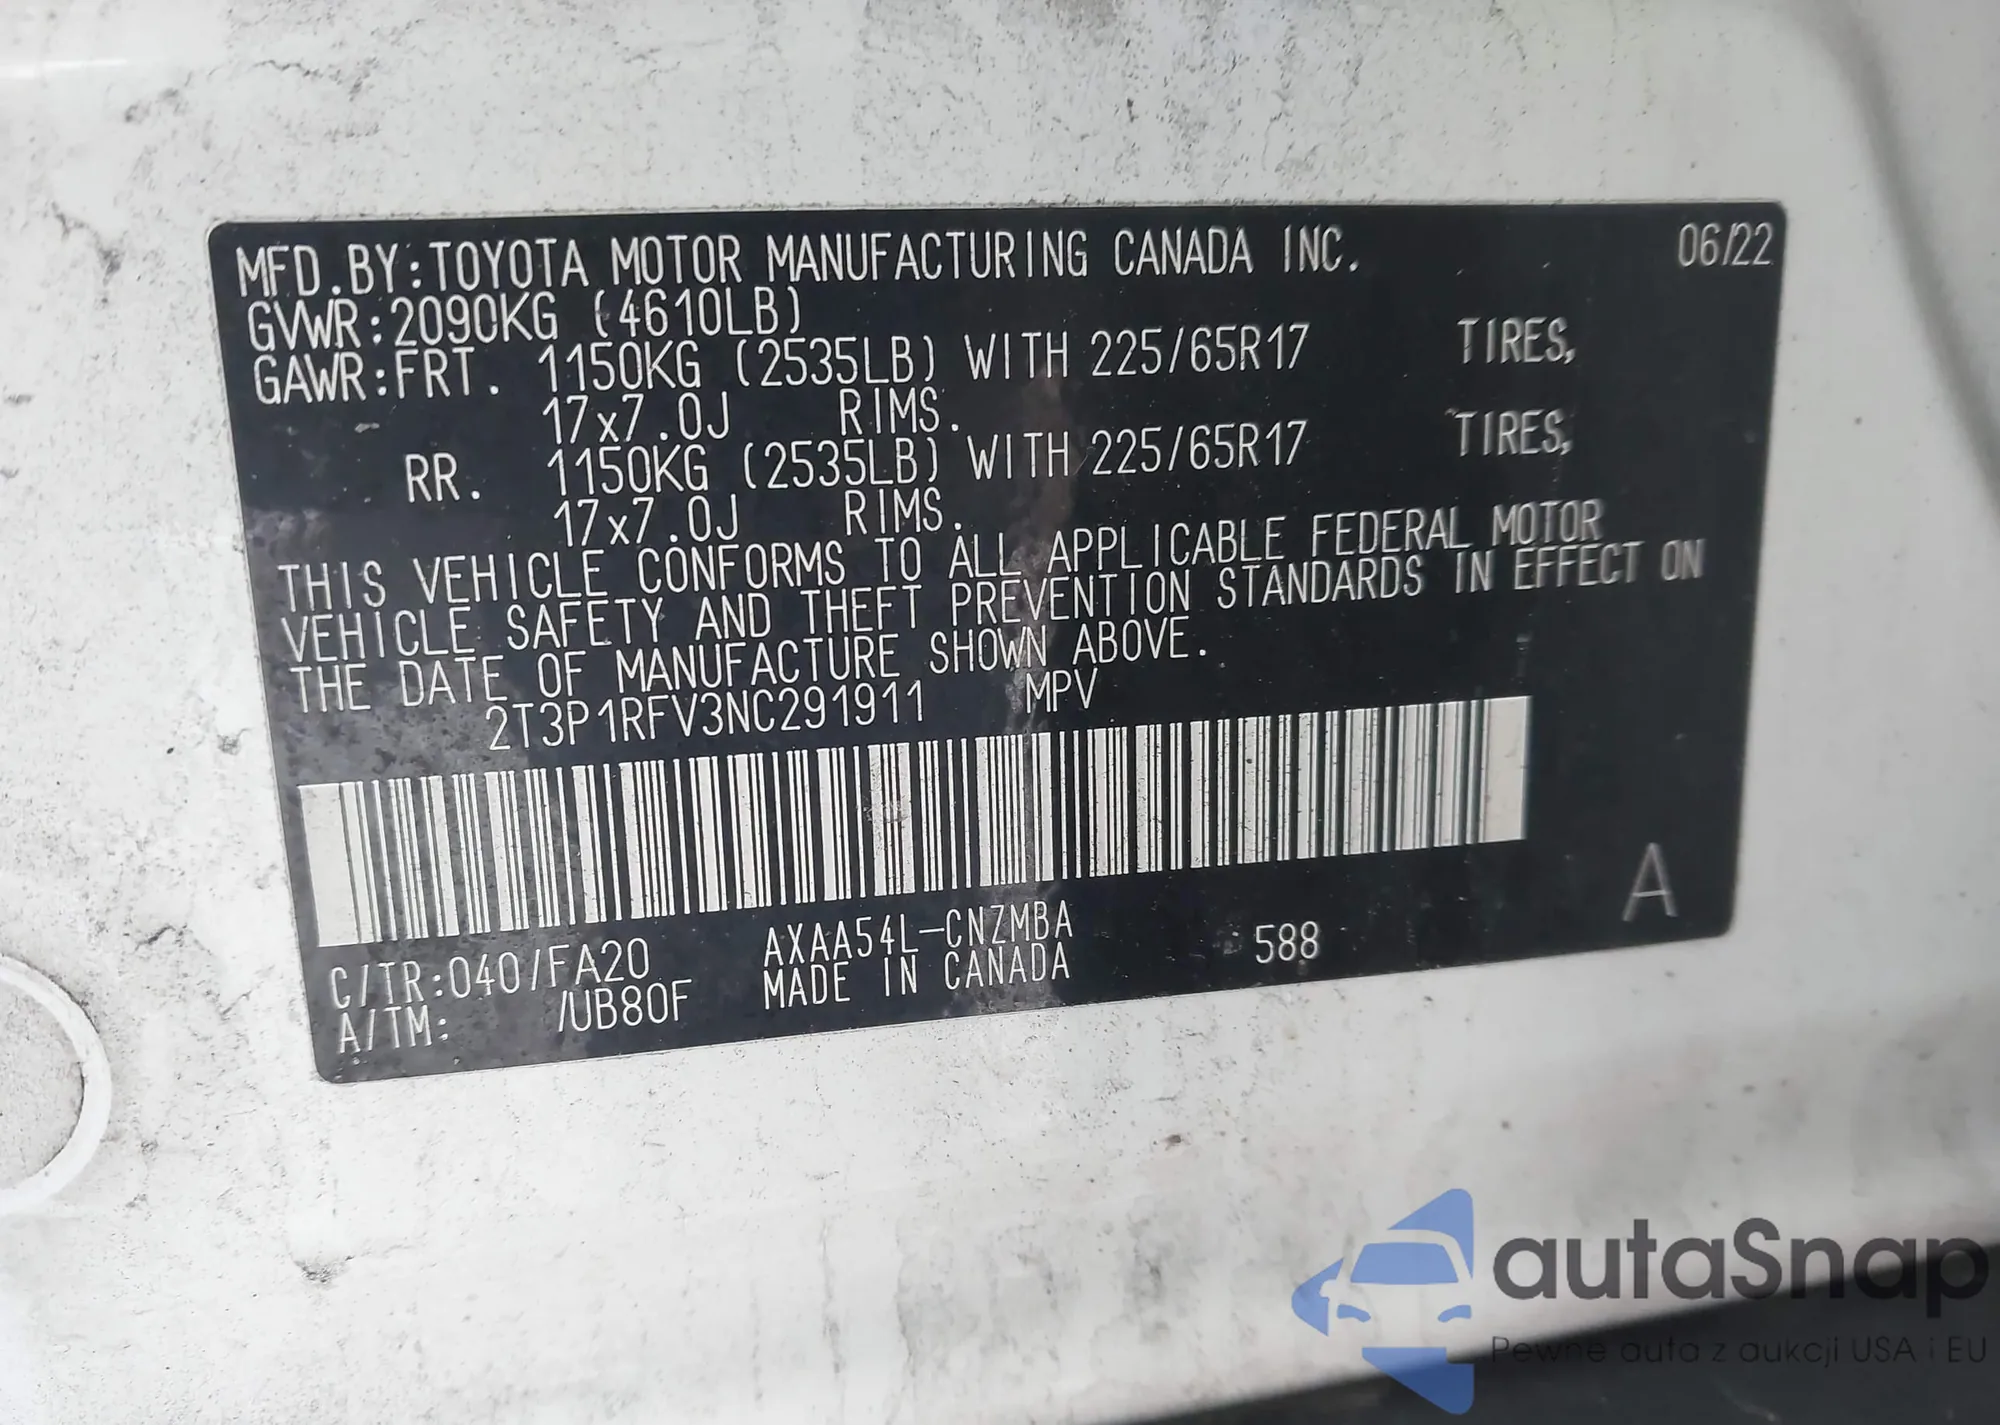 MFD.BY:TOYOTA MOTOR MANUFACTURING CANADA INC. 06/22
GVWR:2090KG (4610LB)
GAWR:FRT. 1150KG (2535LB) WITH 225/65R17 TIRES,
17x7.0J RIMS.
RR. 1150KG (2535LB) WITH 225/65R17 TIRES,
17x7.0J RIMS.
THIS VEHICLE CONFORMS TO ALL APPLICABLE FEDERAL MOTOR
VEHICLE SAFETY AND THEFT PREVENTION STANDARDS IN EFFECT ON
THE DATE OF MANUFACTURE SHOWN ABOVE.
2T3P1RFV3NC291911 MPV
A
C/TR:040/FA20 AXAA54L-CNZMBA 588
A/TM: /UB80F MADE IN CANADA
autaSnap
Pewne auta z aukcji USA i EU